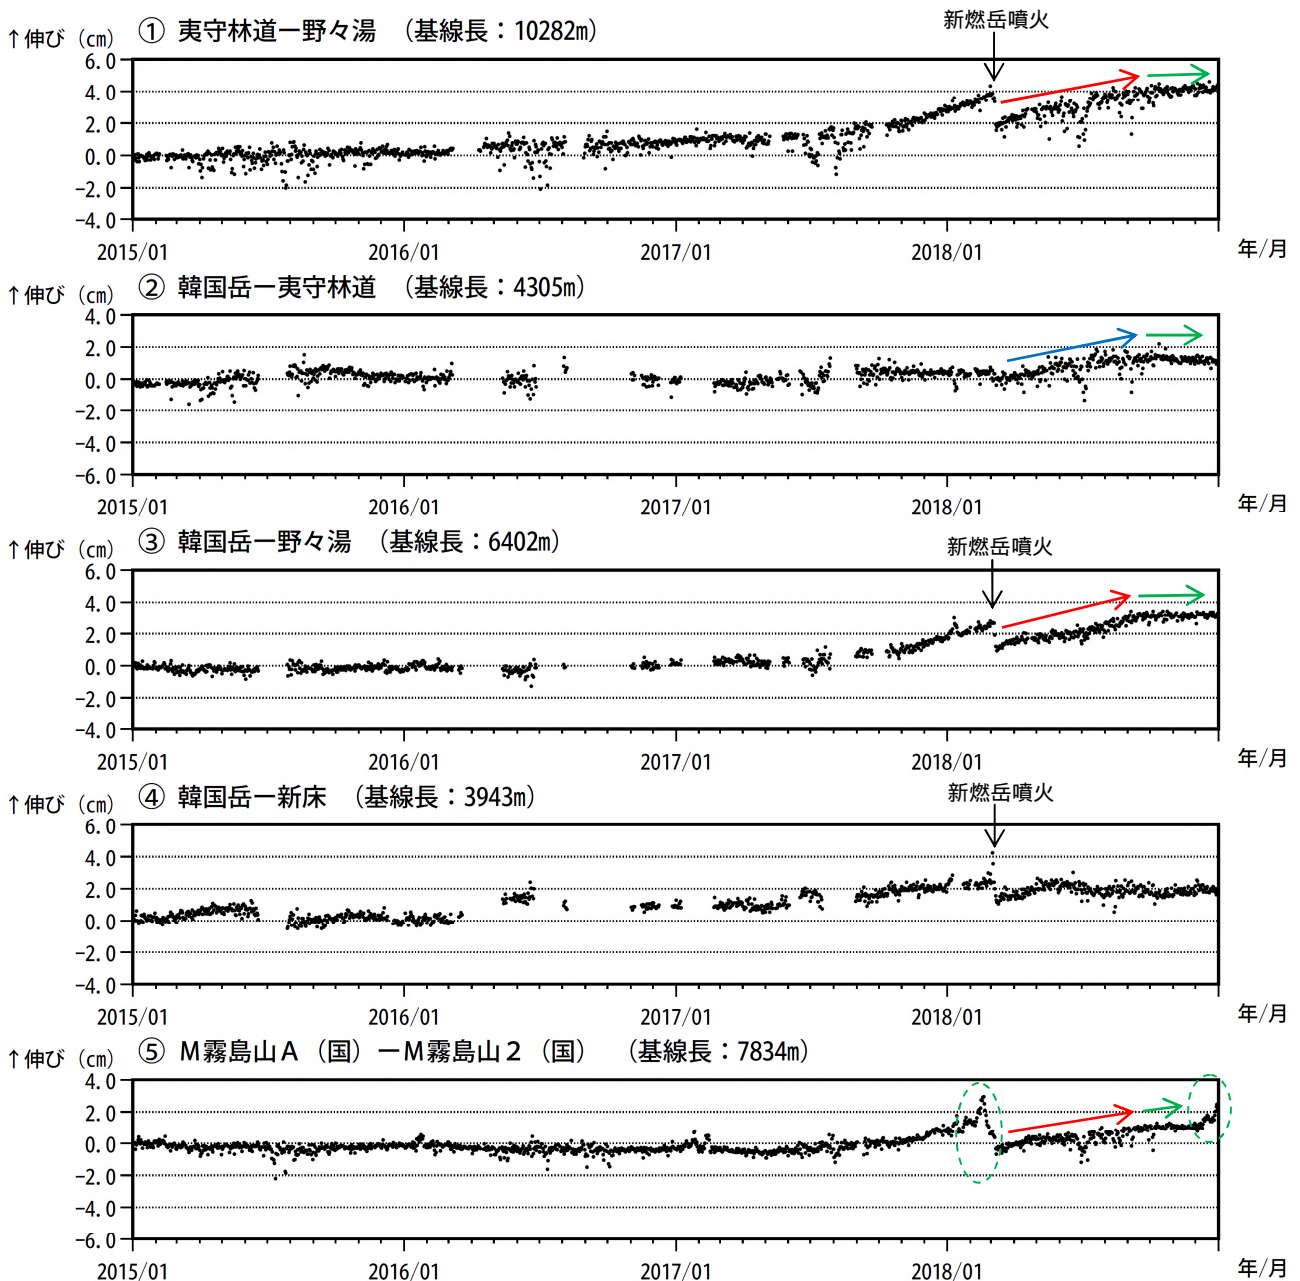 新燃岳噴火
↑伸び（㎝） ① 夷守林道ー野々湯 （基線長：10282m）
6.0
4.0
2.0
0.0
−2.0
−4.0
2015/01 2016/01 2017/01 2018/01 年/月
↑伸び（㎝） ② 韓国岳ー夷守林道 （基線長：4305m）
4.0
2.0
0.0
−2.0
−4.0
−6.0
2015/01 2016/01 2017/01 2018/01 年/月
↑伸び（㎝） ③ 韓国岳ー野々湯 （基線長：6402m）
新燃岳噴火
6.0
4.0
2.0
0.0
−2.0
−4.0
2015/01 2016/01 2017/01 2018/01 年/月
↑伸び（㎝） ④ 韓国岳ー新床 （基線長：3943m）
新燃岳噴火
6.0
4.0
2.0
0.0
−2.0
−4.0
2015/01 2016/01 2017/01 2018/01 年/月
↑伸び（㎝） ⑤ Ｍ霧島山Ａ（国）ーＭ霧島山２（国） （基線長：7834m）
4.0
2.0
0.0
−2.0
−4.0
−6.0
2015/01 2016/01 2017/01 2018/01 年/月